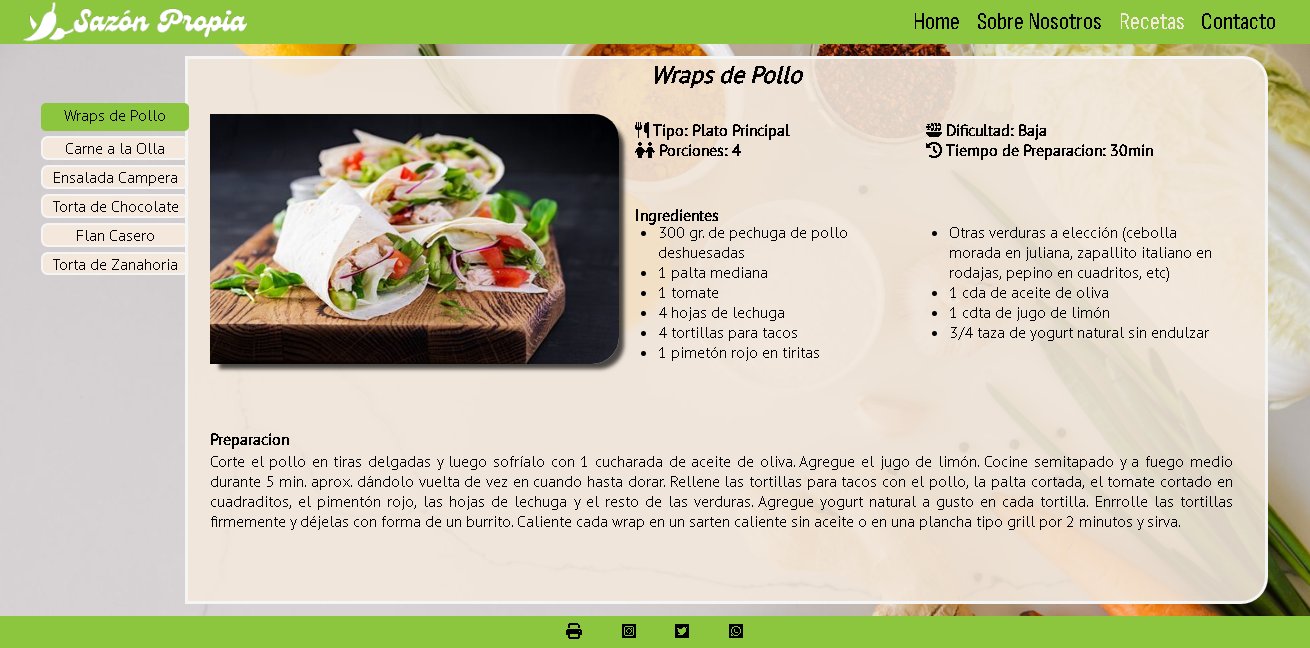 Sazón Propia
Home Sobre Nosotros Recetas Contacto
Wraps de Pollo
Wraps de Pollo
Carne a la Olla
Ensalada Campera
Torta de Chocolate
Flan Casero
Torta de Zanahoria
Tipo: Plato Principal
Porciones: 4
Dificultad: Baja
Tiempo de Preparacion: 30min
Ingredientes
300 gr. de pechuga de pollo
deshuesadas
1 palta mediana
1 tomate
4 hojas de lechuga
4 tortillas para tacos
1 pimetón rojo en tiritas
Otras verduras a elección (cebolla
morada en juliana, zapallito italiano en
rodajas, pepino en cuadritos, etc)
1 cda de aceite de oliva
1 cdta de jugo de limón
3/4 taza de yogurt natural sin endulzar
Preparacion
Corte el pollo en tiras delgadas y luego sofríalo con 1 cucharada de aceite de oliva. Agregue el jugo de limón. Cocine semitapado y a fuego medio
durante 5 min. aprox. dándolo vuelta de vez en cuando hasta dorar. Rellene las tortillas para tacos con el pollo, la palta cortada, el tomate cortado en
cuadraditos, el pimentón rojo, las hojas de lechuga y el resto de las verduras. Agregue yogurt natural a gusto en cada tortilla. Enrrolle las tortillas
firmemente y déjelas con forma de un burrito. Caliente cada wrap en un sarten caliente sin aceite o en una plancha tipo grill por 2 minutos y sirva.